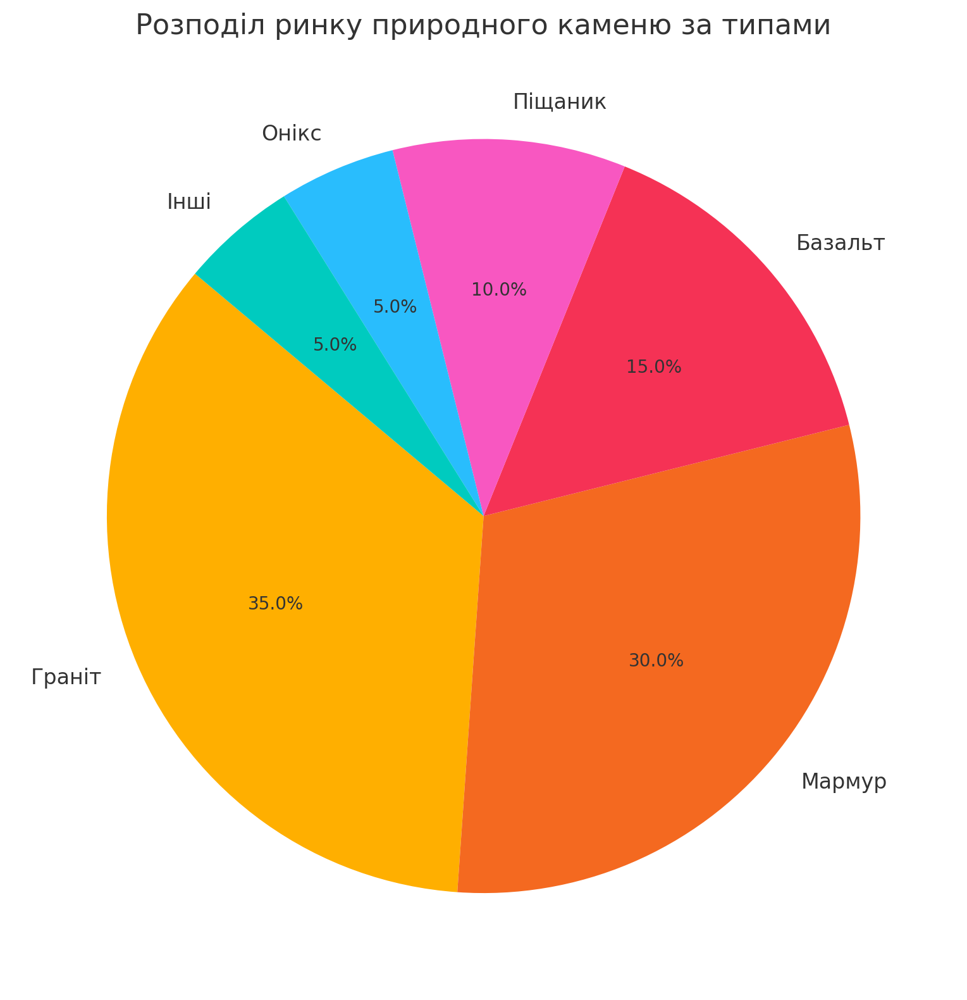 Розподіл ринку природного каменю за типами
Піщаник
Онікс
Інші
Базальт
10.0%
5.0%
5.0%
15.0%
35.0%
30.0%
Граніт
Мармур